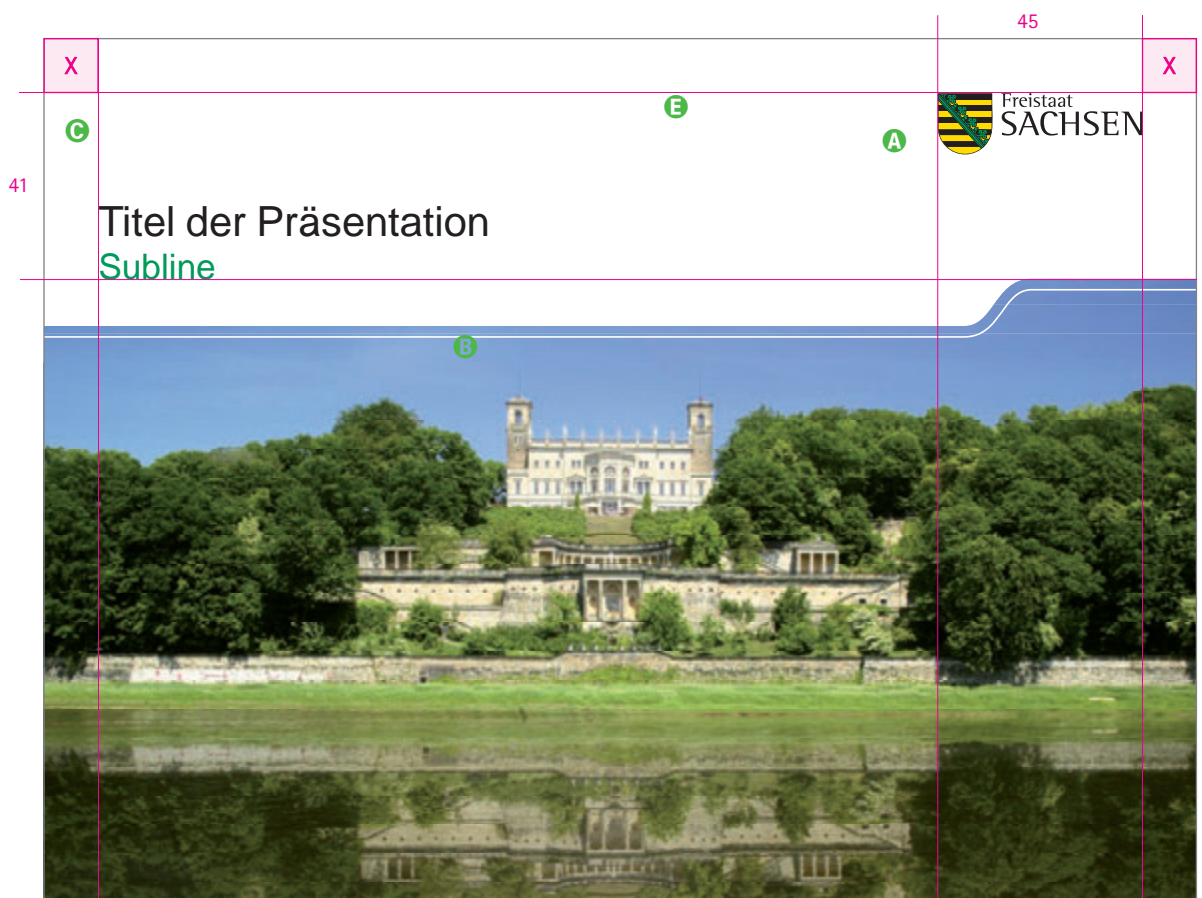 45
X
X
Freistaat
SACHSEN
E
C
A
41
Titel der Präsentation
Subline
B